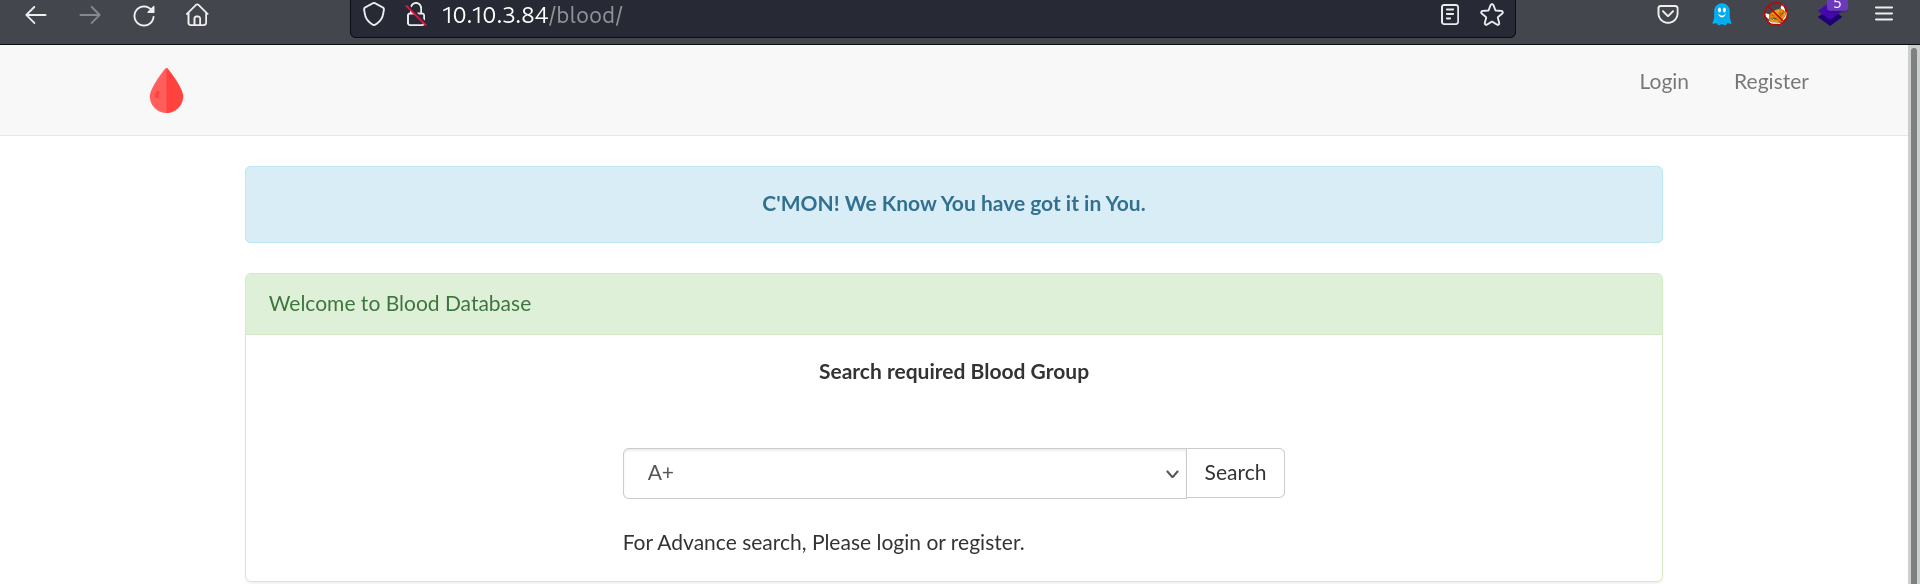 10.10.3.84/blood/
5
Login Register
C'MON! We Know You have got it in You.
Welcome to Blood Database
Search required Blood Group
A+ Search
For Advance search, Please login or register.